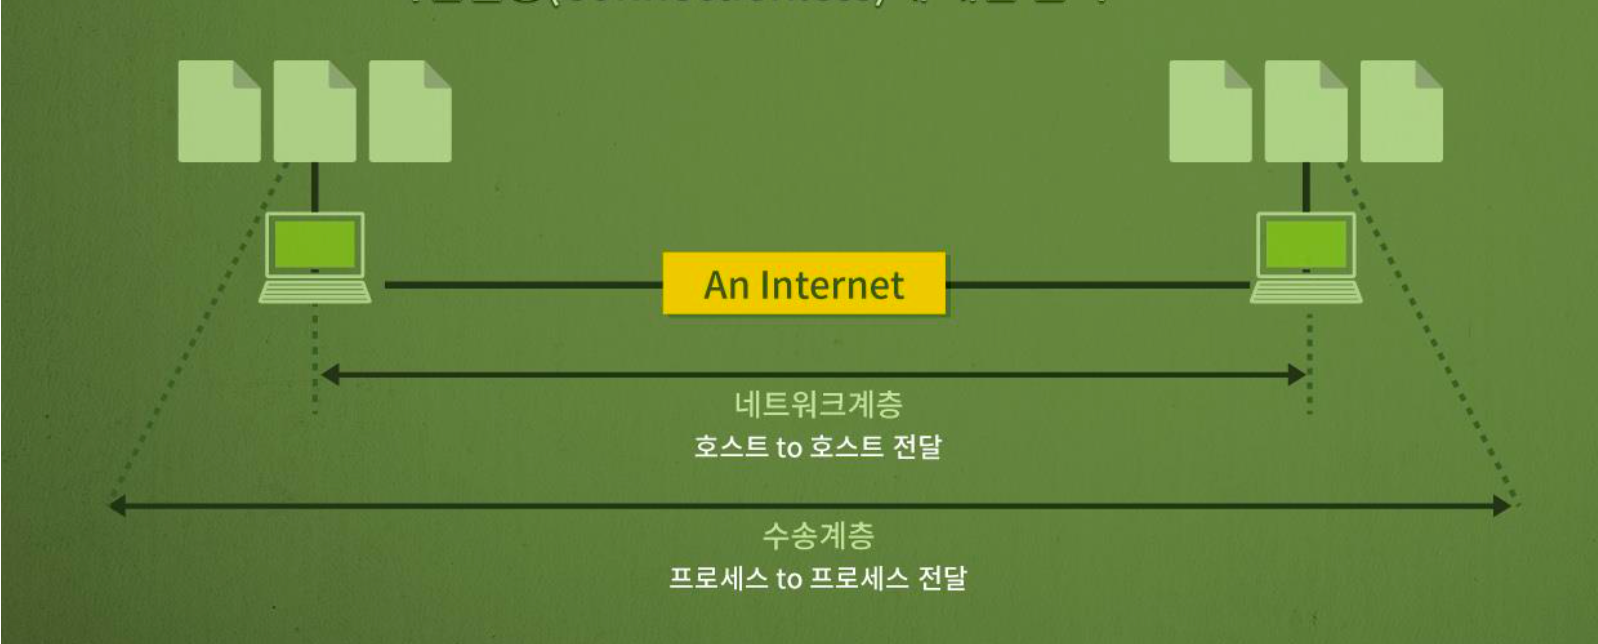 An Internet
네트워크계층
호스트 to 호스트 전달
수송계층
프로세스 to 프로세스 전달